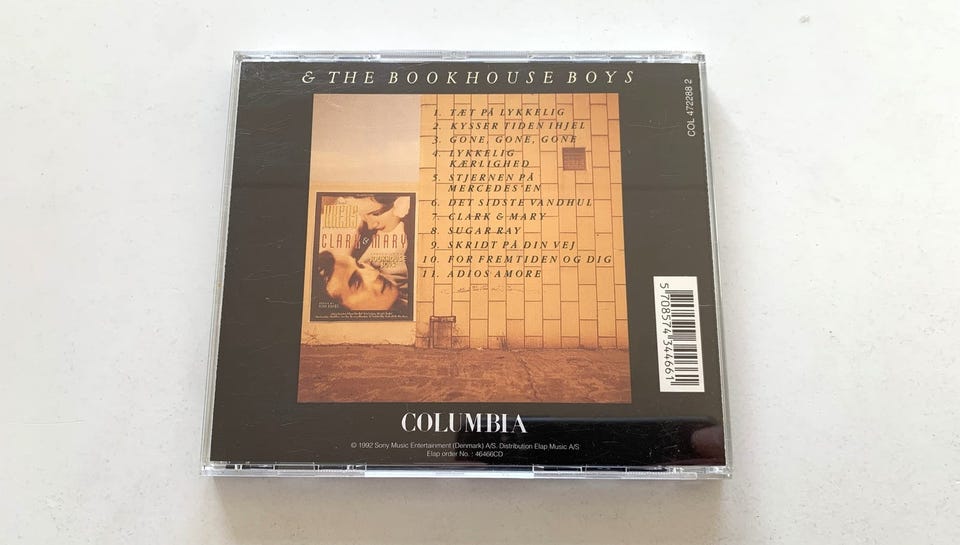 & THE BOOKHOUSE BOYS
COL 472288 2
1. TÆT PÅ LYKKELIG
2. KYSSER TIDEN IHJEL
3. GONE, GONE, GONE
4. LYKKELIG
KÆRLIGHED
5. STJERNEN PÅ
MERCEDES'EN
6. DET SIDSTE VANDHUL
7. CLARK & MARY
8. SUGAR RAY
9. SKRIDT PÅ DIN VEJ
10. FOR FREMTIDEN OG DIG
11. ADIOS AMORE
CLARK & MARY
BOOKHOUSE
BOYS
5708574344661
COLUMBIA
© 1992 Sony Music Entertainment (Denmark) A/S. Distribution Elap Music A/S
Elap order No. : 46466CD